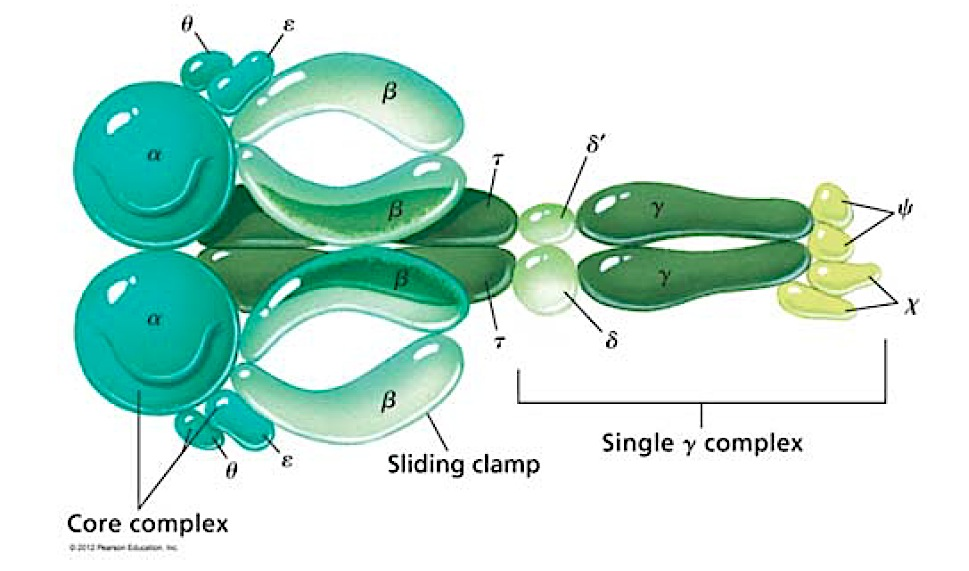 θ ε
β
δ′
α
τ
β
γ
ψ
β
γ
α
χ
τ
δ
β
Single γ complex
θ
ε
Sliding clamp
Core complex
© 2012 Pearson Education, Inc.